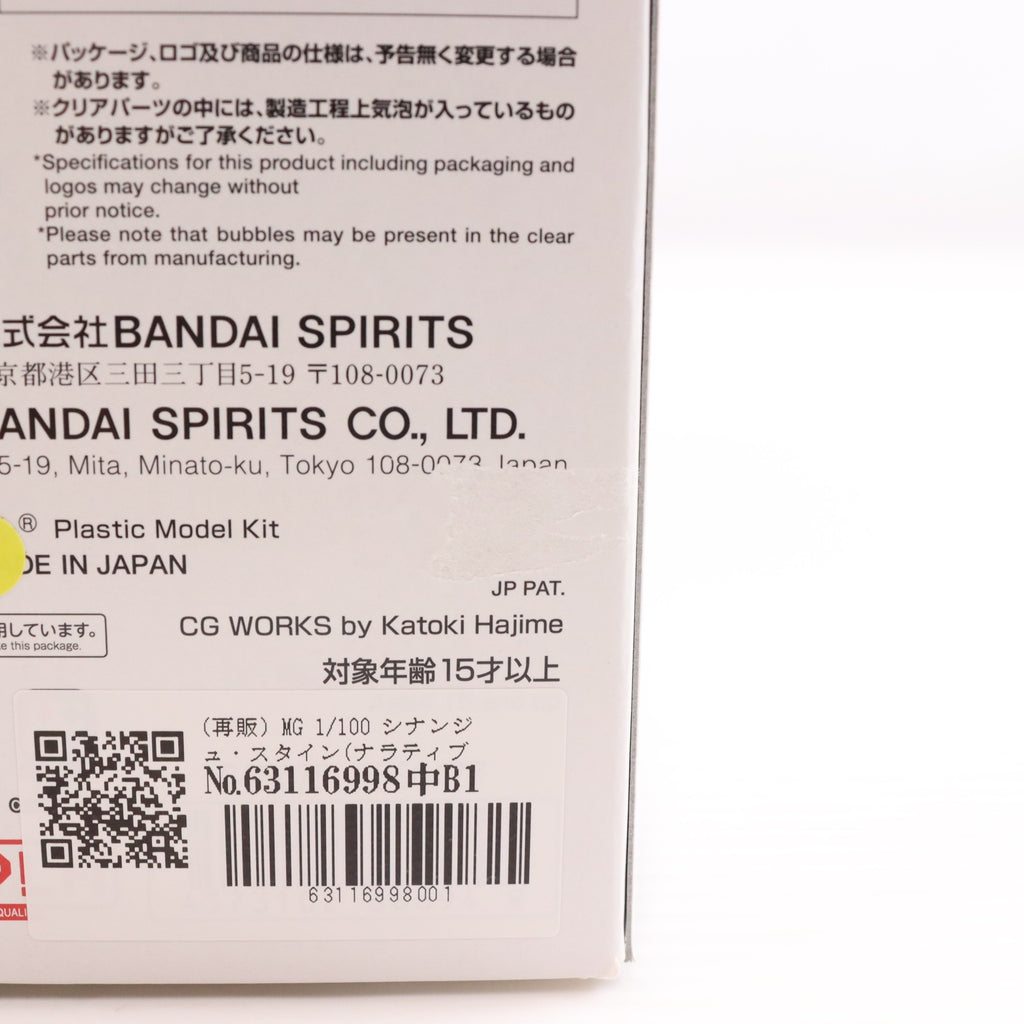 ※パッケージ、ロゴ及び商品の仕様は、予告無く変更する場合
があります。
※クリアパーツの中には、製造工程上気泡が入っているもの
がありますがご了承ください。
*Specifications for this product including packaging and
logos may change without
prior notice.
*Please note that bubbles may be present in the clear
parts from manufacturing.
式会社BANDAI SPIRITS
京都港区三田三丁目5-19 〒108-0073
ANDAI SPIRITS CO., LTD.
5-19, Mita, Minato-ku, Tokyo 108-0073 Japan
® Plastic Model Kit
DE IN JAPAN
JP PAT.
CG WORKS by Katoki Hajime
用しています。
this package.
対象年齢15才以上
(再販) MG 1/100 シナンジ
ュ・スタイン(ナラティブ
No.63116998中B1
63116998001
QUALI